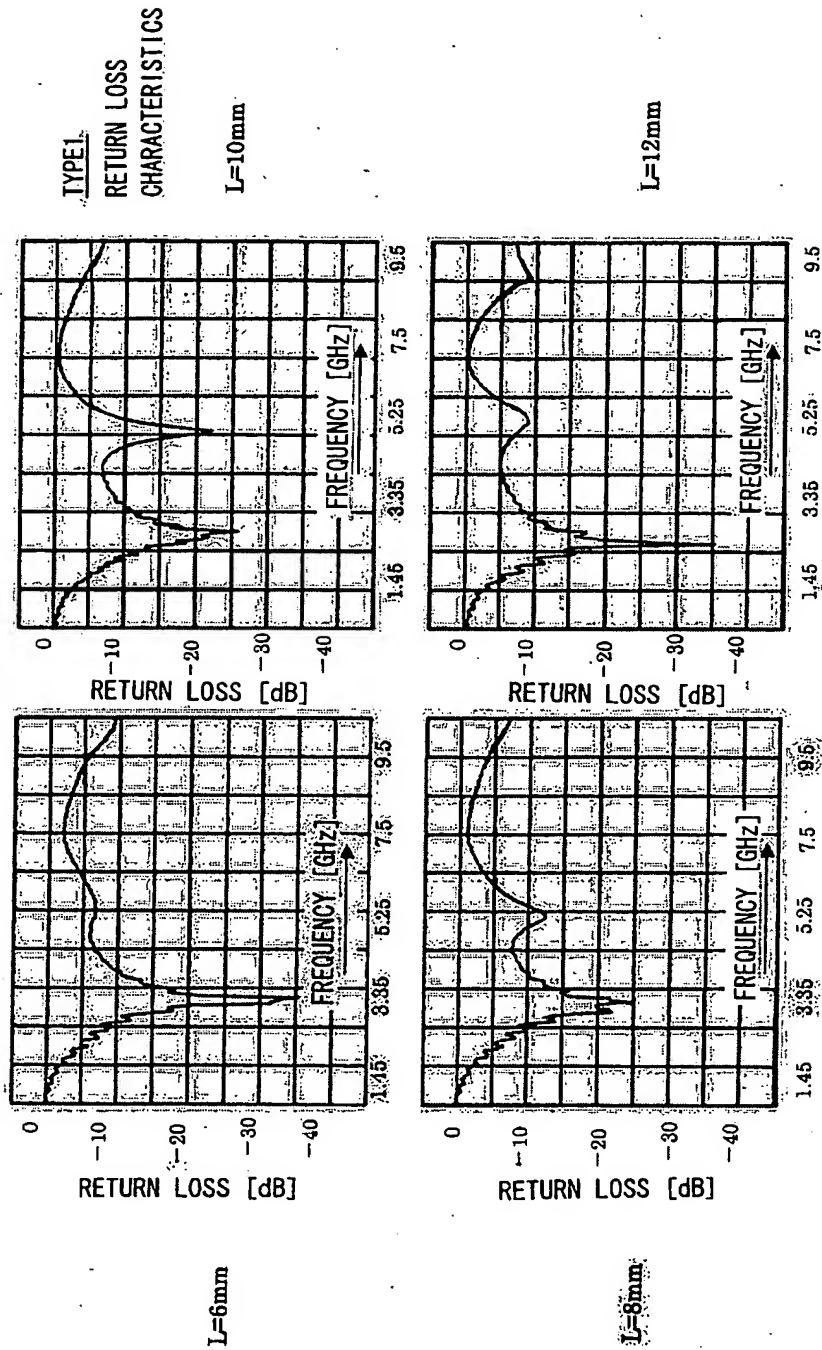 TYPE1
RETURN LOSS
CHARACTERISTICS
L=10mm
RETURN LOSS [dB]
0
-10
-20
-30
-40
FREQUENCY [GHz]
1.45
3.35
5.25
7.5
9.5
L=12mm
RETURN LOSS [dB]
0
-10
-20
-30
-40
FREQUENCY [GHz]
1.45
3.35
5.25
7.5
9.5
L=6mm
RETURN LOSS [dB]
0
-10
-20
-30
-40
FREQUENCY [GHz]
1.45
3.35
5.25
7.5
9.5
L=8mm
RETURN LOSS [dB]
0
-10
-20
-30
-40
FREQUENCY [GHz]
1.45
3.35
5.25
7.5
9.5